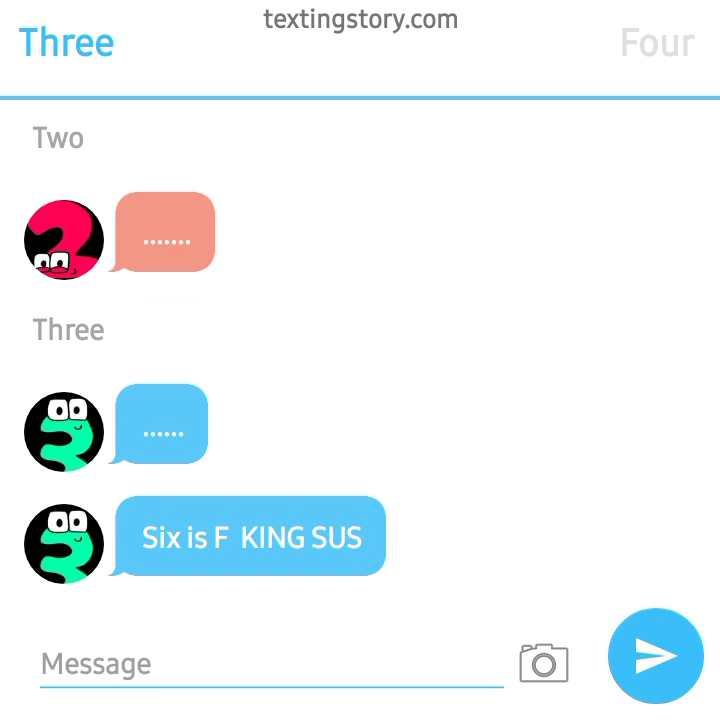 textingstory.com
Three
Four
Two
.......
Three
......
Six is F  KING SUS
Message